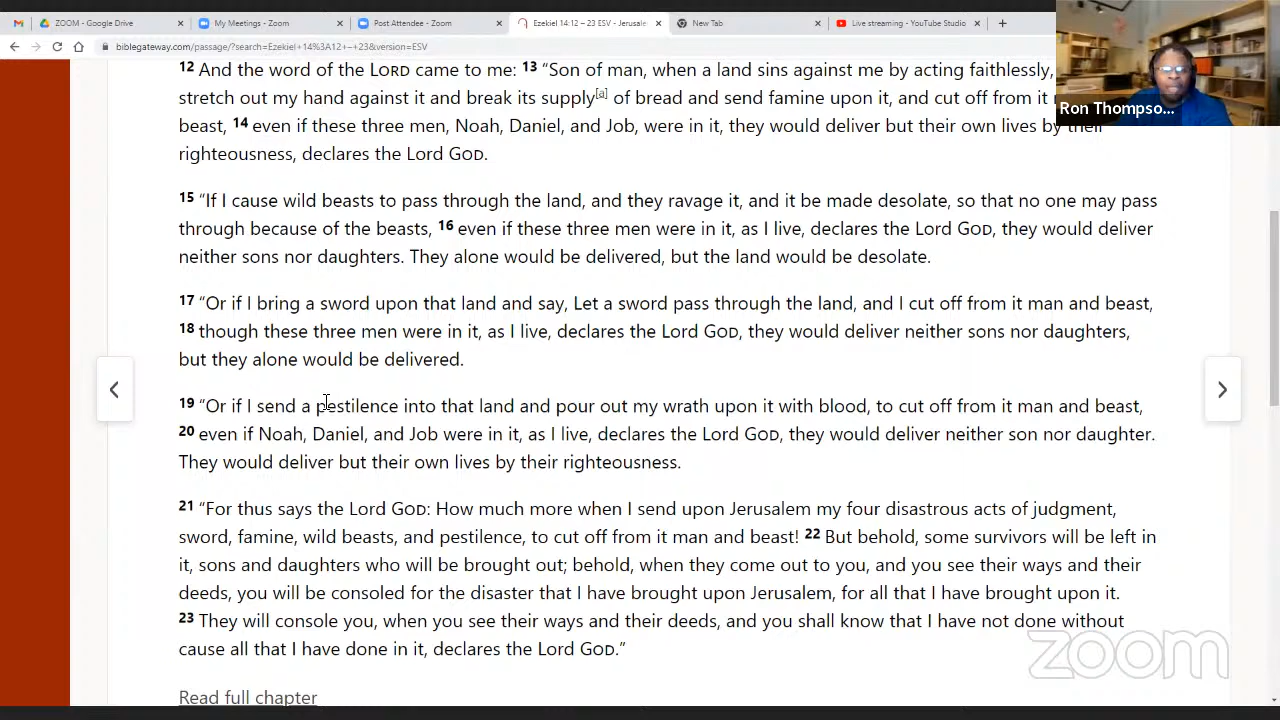 ZOOM - Google Drive
My Meetings - Zoom
Post Attendee - Zoom
Ezekiel 14:12 – 23 ESV - Jerusale
New Tab
Live streaming - YouTube Studio
biblegateway.com/passage/?search=Ezekiel+14%3A12+–+23&version=ESV
12 And the word of the LORD came to me: 13 “Son of man, when a land sins against me by acting faithlessly,
stretch out my hand against it and break its supply[a] of bread and send famine upon it, and cut off from it
beast, 14 even if these three men, Noah, Daniel, and Job, were in it, they would deliver but their own lives by their
righteousness, declares the Lord GOD.
15 “If I cause wild beasts to pass through the land, and they ravage it, and it be made desolate, so that no one may pass
through because of the beasts, 16 even if these three men were in it, as I live, declares the Lord GOD, they would deliver
neither sons nor daughters. They alone would be delivered, but the land would be desolate.
17 “Or if I bring a sword upon that land and say, Let a sword pass through the land, and I cut off from it man and beast,
18 though these three men were in it, as I live, declares the Lord GOD, they would deliver neither sons nor daughters,
but they alone would be delivered.
19 “Or if I send a pestilence into that land and pour out my wrath upon it with blood, to cut off from it man and beast,
20 even if Noah, Daniel, and Job were in it, as I live, declares the Lord GOD, they would deliver neither son nor daughter.
They would deliver but their own lives by their righteousness.
21 “For thus says the Lord GOD: How much more when I send upon Jerusalem my four disastrous acts of judgment,
sword, famine, wild beasts, and pestilence, to cut off from it man and beast! 22 But behold, some survivors will be left in
it, sons and daughters who will be brought out; behold, when they come out to you, and you see their ways and their
deeds, you will be consoled for the disaster that I have brought upon Jerusalem, for all that I have brought upon it.
23 They will console you, when you see their ways and their deeds, and you shall know that I have not done without
cause all that I have done in it, declares the Lord GOD.”
Read full chapter
Ron Thompso...
zoom